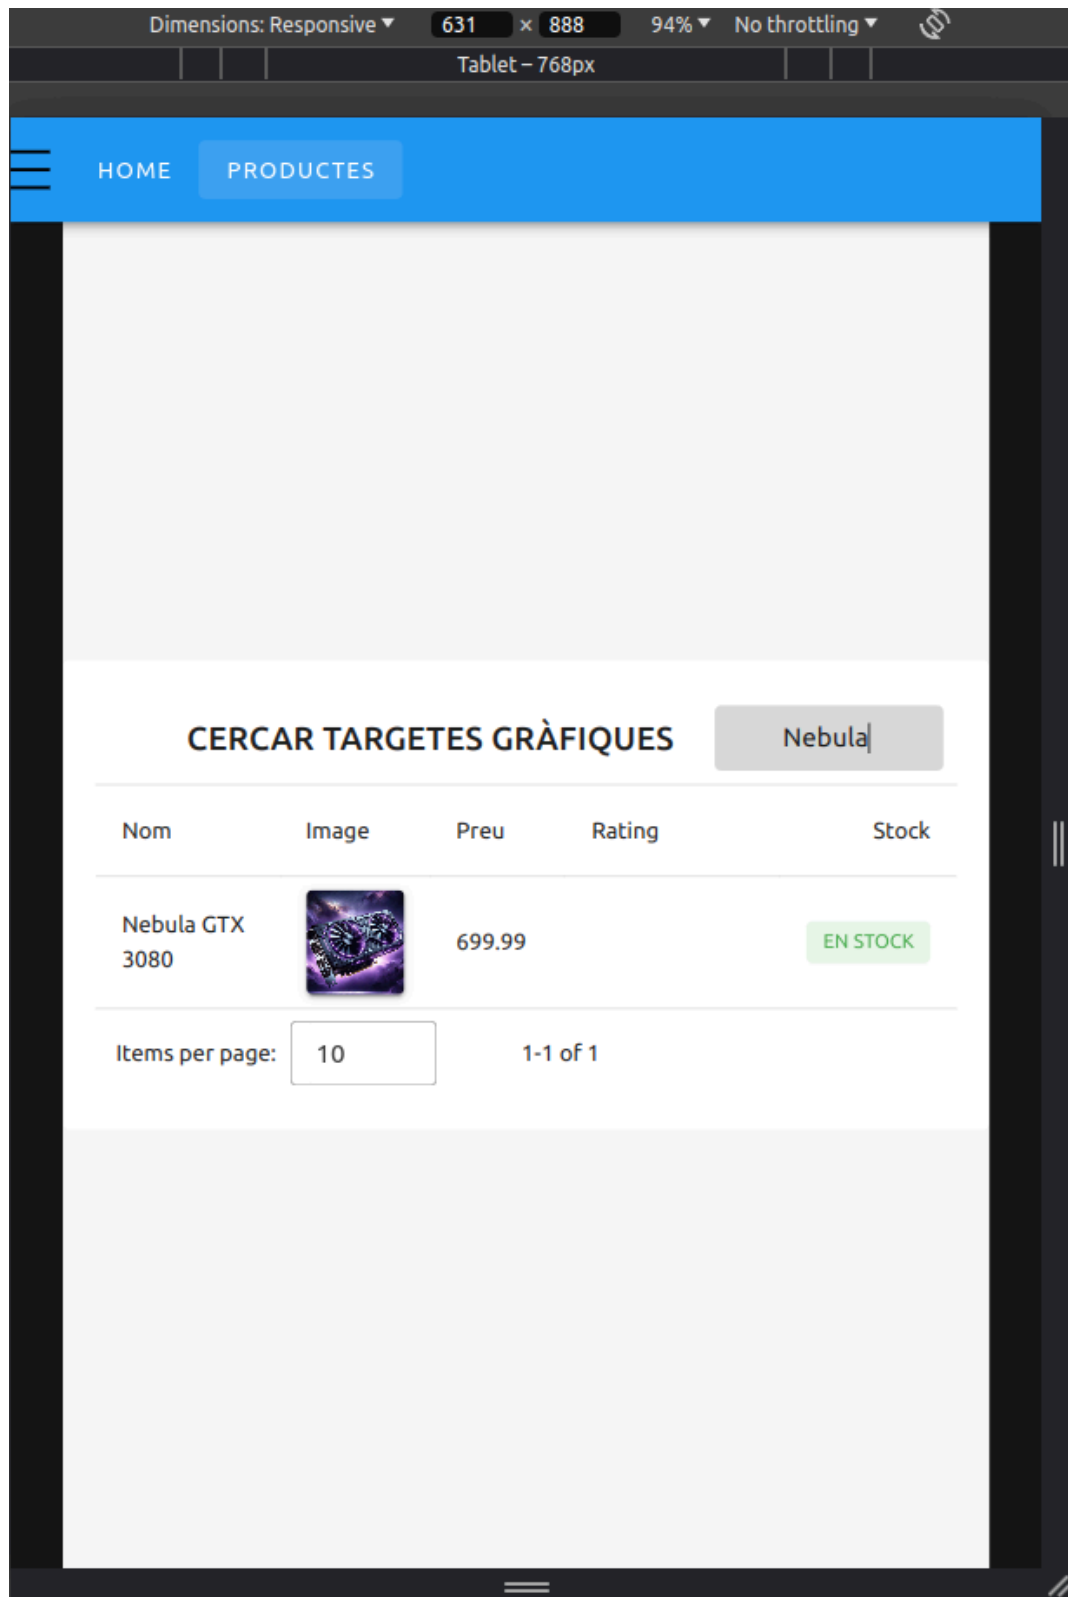 Dimensions: Responsive 631 × 888 94% No throttling
Tablet – 768px
HOME PRODUCTES
CERCAR TARGETES GRÀFIQUES Nebula
Nom Image Preu Rating Stock
Nebula GTX 3080 699.99 EN STOCK
Items per page: 10 1-1 of 1